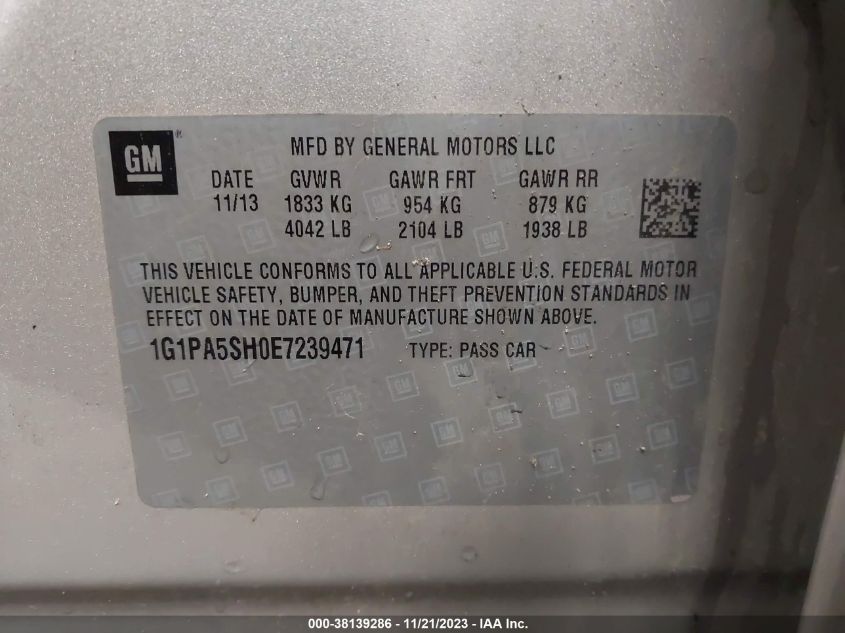 GM ®
MFD BY GENERAL MOTORS LLC
DATE GVWR GAWR FRT GAWR RR
11/13 1833 KG 954 KG 879 KG
4042 LB 2104 LB 1938 LB
THIS VEHICLE CONFORMS TO ALL APPLICABLE U.S. FEDERAL MOTOR
VEHICLE SAFETY, BUMPER, AND THEFT PREVENTION STANDARDS IN
EFFECT ON THE DATE OF MANUFACTURE SHOWN ABOVE.
1G1PA5SH0E7239471 TYPE: PASS CAR
000-38139286 - 11/21/2023 - IAA Inc.